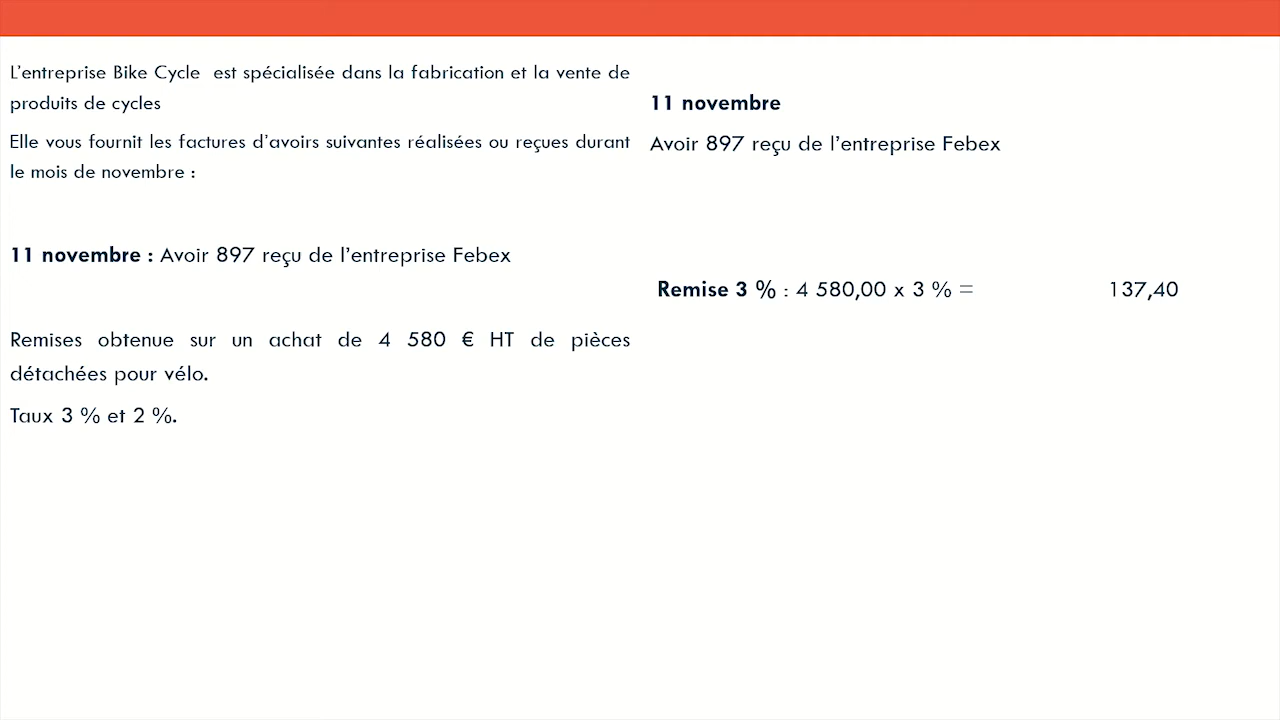 L'entreprise Bike Cycle est spécialisée dans la fabrication et la vente de
produits de cycles
Elle vous fournit les factures d'avoirs suivantes réalisées ou reçues durant
le mois de novembre :
11 novembre : Avoir 897 reçu de l'entreprise Febex
Remises obtenue sur un achat de 4 580 € HT de pièces
détachées pour vélo.
Taux 3 % et 2 %.
11 novembre
Avoir 897 reçu de l'entreprise Febex
Remise 3 % : 4 580,00 x 3 % = 137,40